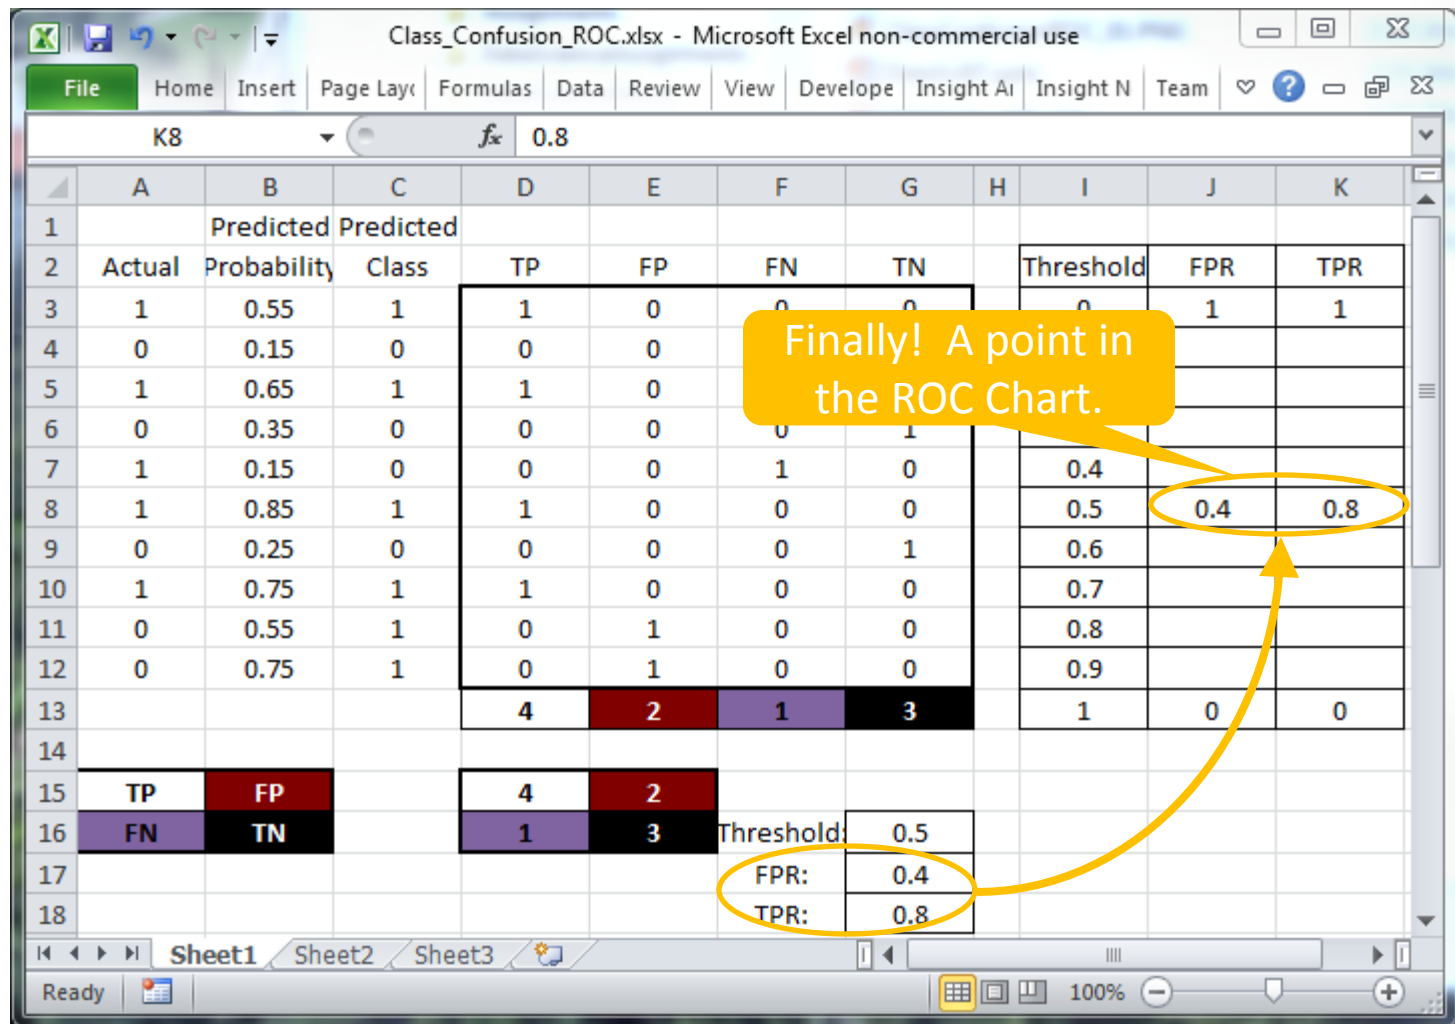 Class_Confusion_ROC.xlsx - Microsoft Excel non-commercial use
File Home Insert Page Layo Formulas Data Review View Develope Insight Ar Insight N Team
K8 fx 0.8
A B C D E F G H I J K
1 Predicted Predicted
2 Actual Probability Class TP FP FN TN Threshold FPR TPR
3 1 0.55 1 1 0 0 0 0 1 1
4 0 0.15 0 0 0
5 1 0.65 1 1 0
6 0 0.35 0 0 0 0 1
7 1 0.15 0 0 0 1 0 0.4
8 1 0.85 1 1 0 0 0 0.5 0.4 0.8
9 0 0.25 0 0 0 0 1 0.6
10 1 0.75 1 1 0 0 0 0.7
11 0 0.55 1 0 1 0 0 0.8
12 0 0.75 1 0 1 0 0 0.9
13 4 2 1 3 1 0 0
14
15 TP FP 4 2
16 FN TN 1 3 Threshold: 0.5
17 FPR: 0.4
18 TPR: 0.8
Finally! A point in
the ROC Chart.
Sheet1 Sheet2 Sheet3
Ready 100%